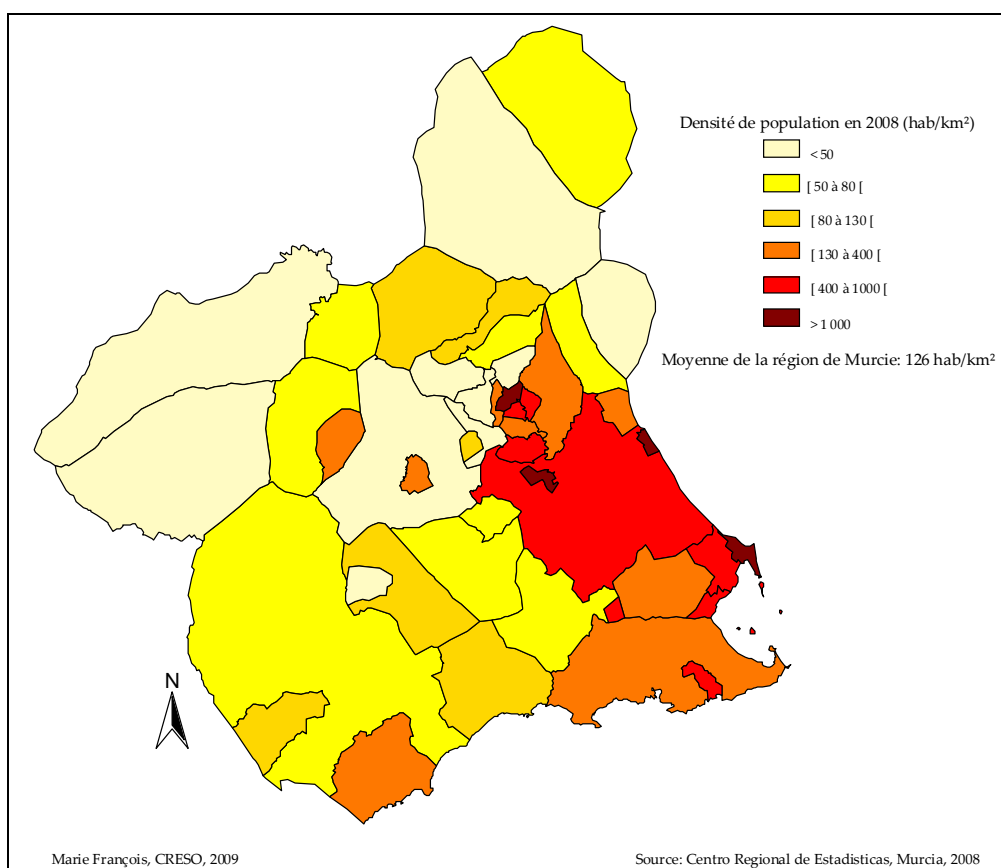 Densité de population en 2008 (hab/km²)
< 50
[ 50 à 80 [
[ 80 à 130 [
[ 130 à 400 [
[ 400 à 1000 [
> 1 000
Moyenne de la région de Murcie: 126 hab/km²
N
Marie François, CRESO, 2009
Source: Centro Regional de Estadisticas, Murcia, 2008